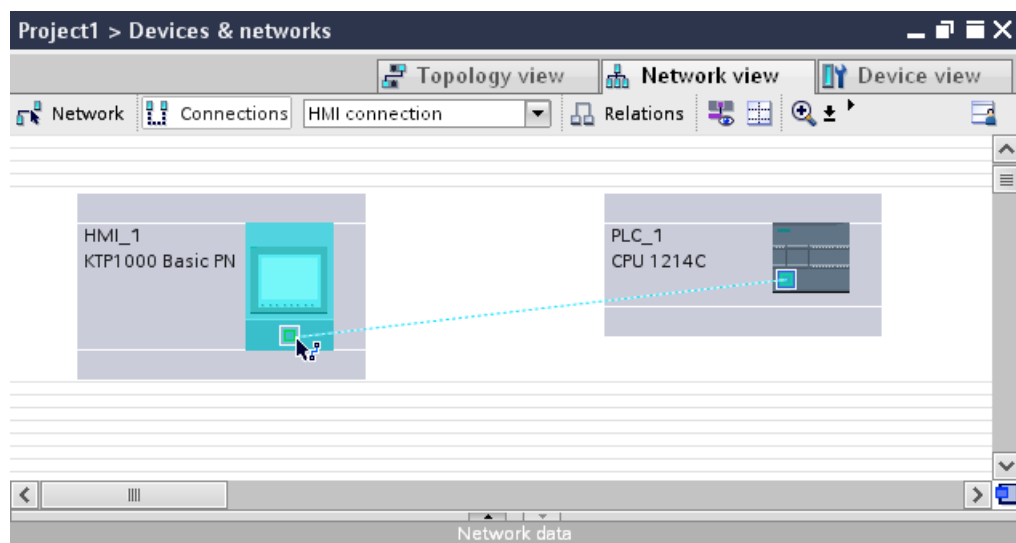 Project1 > Devices & networks
Topology view Network view Device view
Network Connections HMI connection Relations
HMI_1
KTP1000 Basic PN
PLC_1
CPU 1214C
Network data